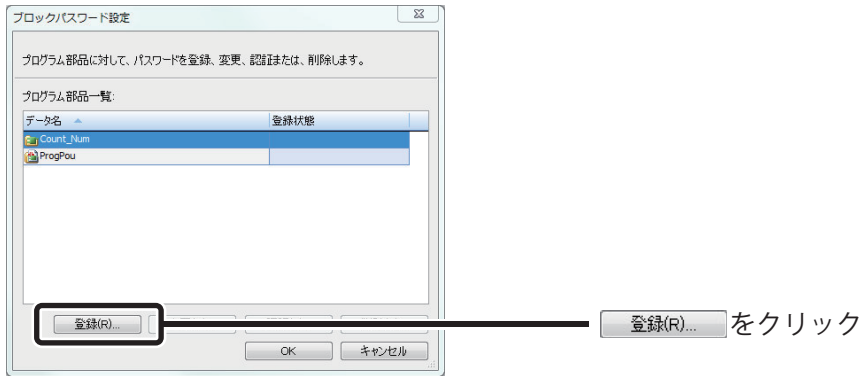 ブロックパスワード設定
プログラム部品に対して、パスワードを登録、変更、認証または、削除します。
プログラム部品一覧:
データ名 登録状態
Count_Num
ProgPou
登録(R)...
登録(R)... をクリック
OK キャンセル